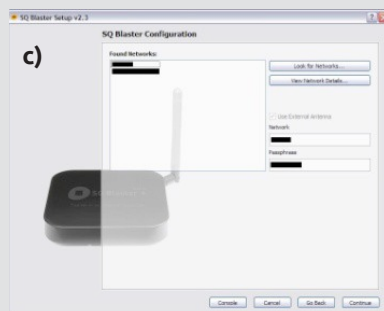 SQ Blaster Setup v2.3
SQ Blaster Configuration
c)
Found Networks:
Look for Networks...
View Network Details...
Use External Antenna
Network
Passphrase
Console
Cancel
Go Back
Continue